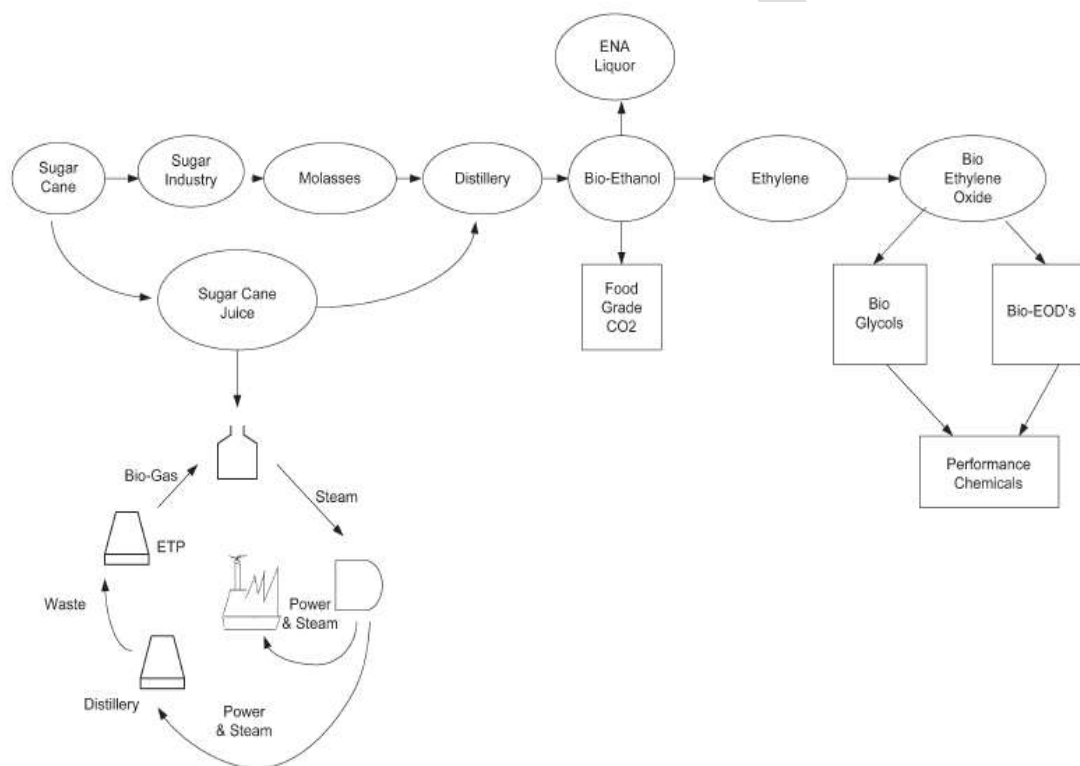 ENA
Liquor
Sugar
Cane
Sugar
Industry
Molasses
Distillery
Bio-Ethanol
Ethylene
Bio
Ethylene
Oxide
Sugar Cane
Juice
Food
Grade
CO2
Bio
Glycols
Bio-EOD's
Performance
Chemicals
Bio-Gas
Steam
ETP
Waste
Power
& Steam
Distillery
Power
& Steam